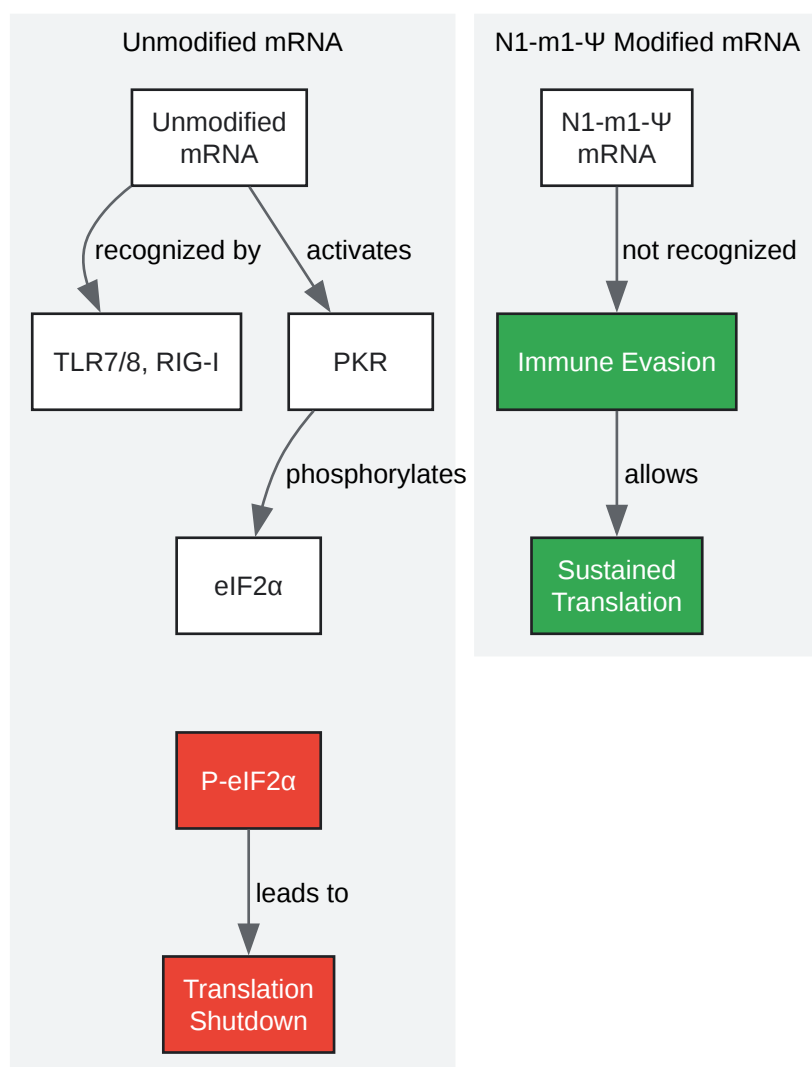 Unmodified mRNA
Unmodified
mRNA
recognized by
activates
TLR7/8, RIG-I
PKR
phosphorylates
eIF2α
P-eIF2α
leads to
Translation
Shutdown
N1-m1-Ψ Modified mRNA
N1-m1-Ψ
mRNA
not recognized
Immune Evasion
allows
Sustained
Translation